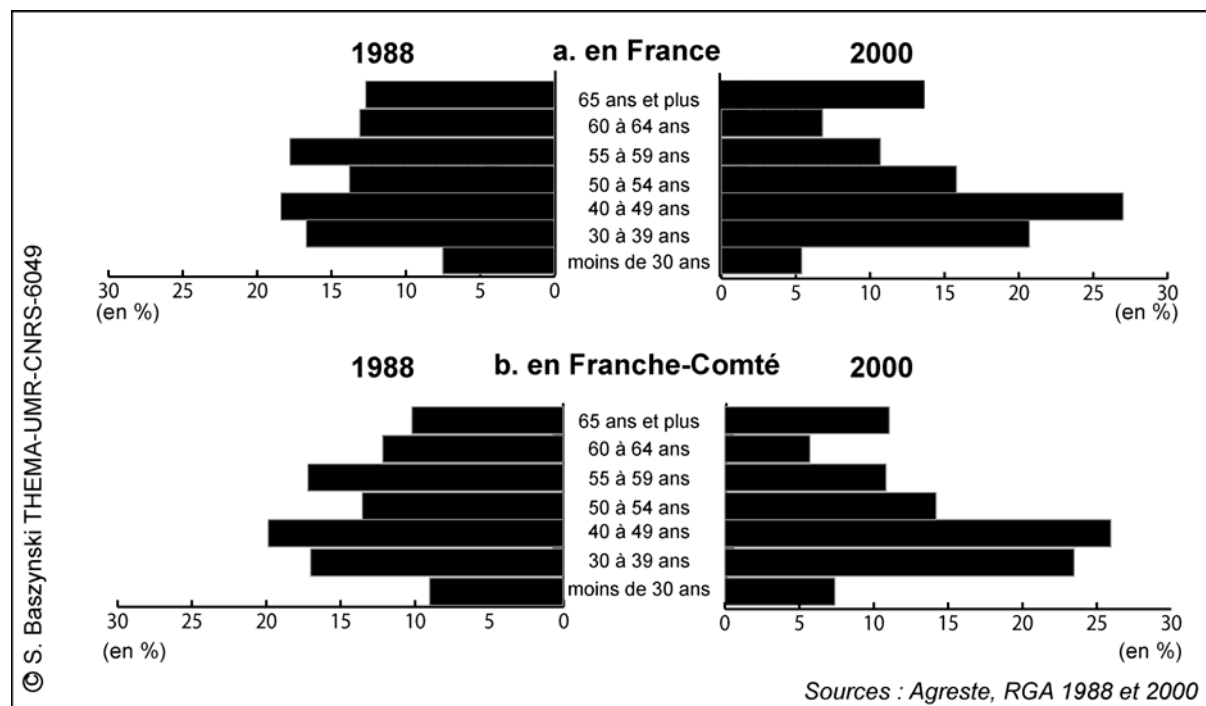 1988 a. en France 2000
65 ans et plus
60 à 64 ans
55 à 59 ans
50 à 54 ans
40 à 49 ans
30 à 39 ans
moins de 30 ans
30 25 20 15 10 5 0 0 5 10 15 20 25 30
(en %) (en %)
1988 b. en Franche-Comté 2000
65 ans et plus
60 à 64 ans
55 à 59 ans
50 à 54 ans
40 à 49 ans
30 à 39 ans
moins de 30 ans
30 25 20 15 10 5 0 0 5 10 15 20 25 30
(en %) (en %)
Sources : Agreste, RGA 1988 et 2000
© S. Baszynski THEMA-UMR-CNRS-6049